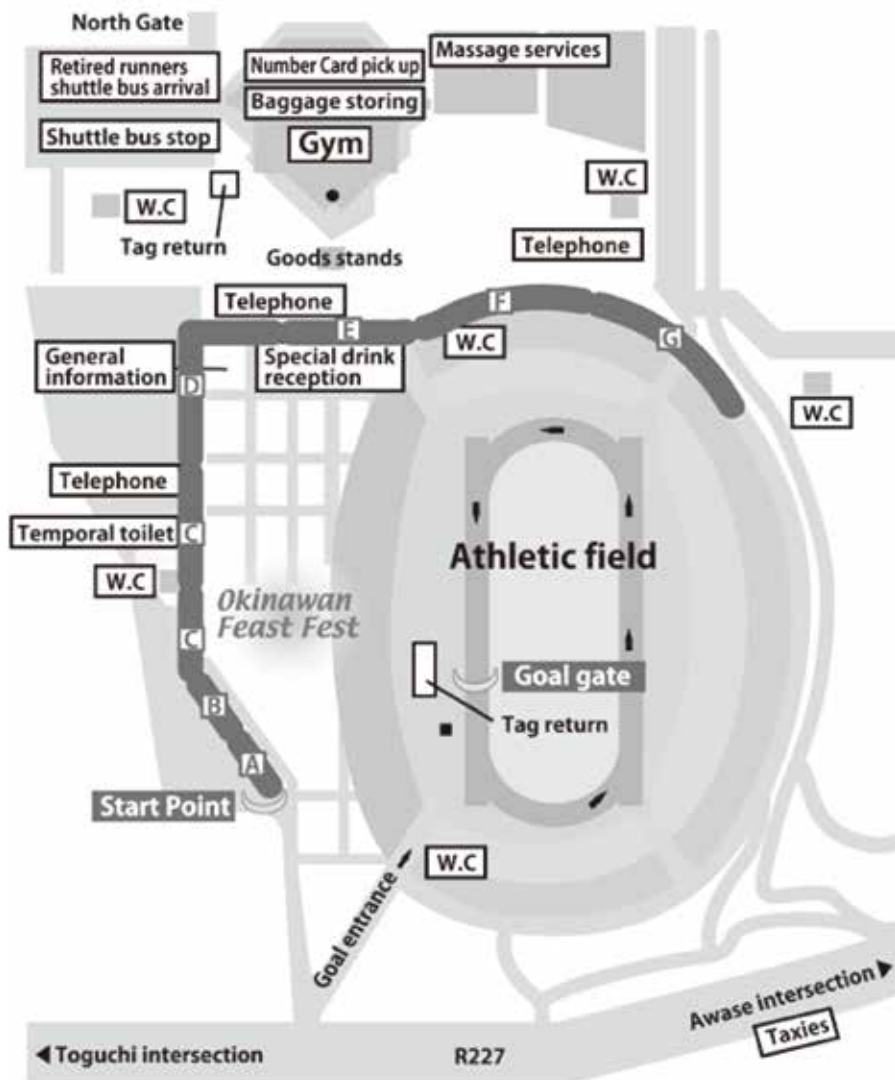 North Gate
Retired runners
shuttle bus arrival
Number Card pick up
Massage services
Baggage storing
Shuttle bus stop
Gym
W.C
W.C
Tag return
Telephone
Goods stands
Telephone
F
E
W.C
G
General
information
Special drink
reception
D
W.C
Telephone
Temporal toilet
C
Athletic field
W.C
Okinawan
Feast Fest
C
Goal gate
B
Tag return
A
Start Point
W.C
Goal entrance
Awase intersection
Taxies
Toguchi intersection
R227